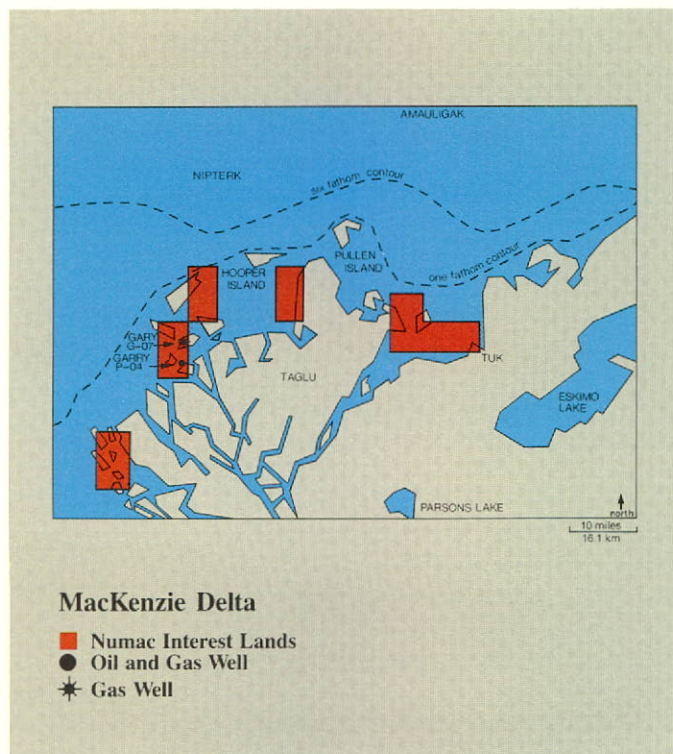 AMAULIGAK
NIPTERK
six fathom contour
PULLEN
ISLAND
HOOPER
ISLAND
one fathom contour
GARY
G-07
GARRY
P-04
TAGLU
TUK
ESKIMO
LAKE
PARSONS LAKE
north
10 miles
16.1 km
MacKenzie Delta
Numac Interest Lands
Oil and Gas Well
Gas Well